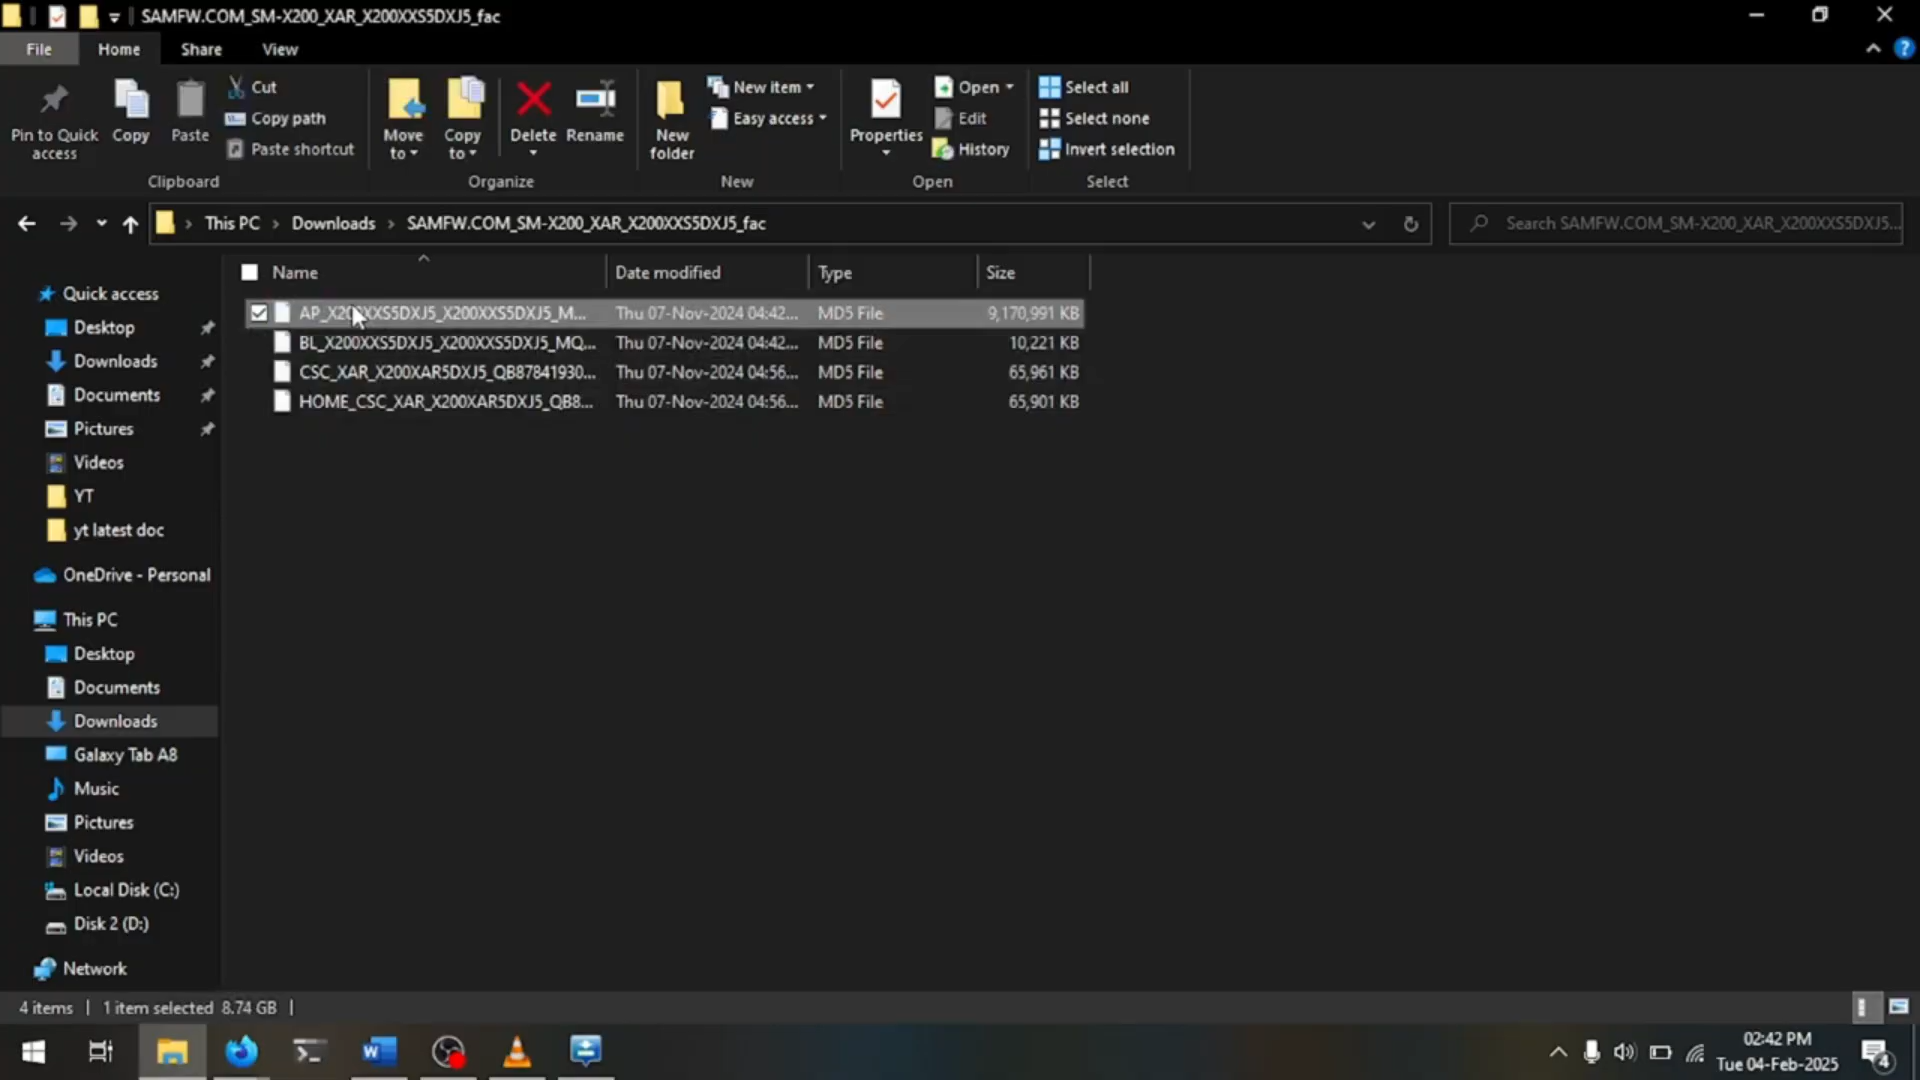 SAMFW.COM_SM-X200_XAR_X200XXS5DXJ5_fac
File Home Share View
Pin to Quick access
Copy
Paste
Cut
Copy path
Paste shortcut
Clipboard
Move to
Copy to
Delete
Rename
Organize
New folder
New item
Easy access
New
Properties
Open
Edit
History
Open
Select all
Select none
Invert selection
Select
This PC > Downloads > SAMFW.COM_SM-X200_XAR_X200XXS5DXJ5_fac
Search SAMFW.COM_SM-X200_XAR_X200XXS5DXJ5...
Name Date modified Type Size
AP_X200XXS5DXJ5_X200XXS5DXJ5_M... Thu 07-Nov-2024 04:42... MD5 File 9,170,991 KB
BL_X200XXS5DXJ5_X200XXS5DXJ5_MQ... Thu 07-Nov-2024 04:42... MD5 File 10,221 KB
CSC_XAR_X200XAR5DXJ5_QB87841930... Thu 07-Nov-2024 04:56... MD5 File 65,961 KB
HOME_CSC_XAR_X200XAR5DXJ5_QB8... Thu 07-Nov-2024 04:56... MD5 File 65,901 KB
Quick access
Desktop
Downloads
Documents
Pictures
Videos
YT
yt latest doc
OneDrive - Personal
This PC
Desktop
Documents
Downloads
Galaxy Tab A8
Music
Pictures
Videos
Local Disk (C:)
Disk 2 (D:)
Network
4 items | 1 item selected 8.74 GB |
02:42 PM
Tue 04-Feb-2025
4